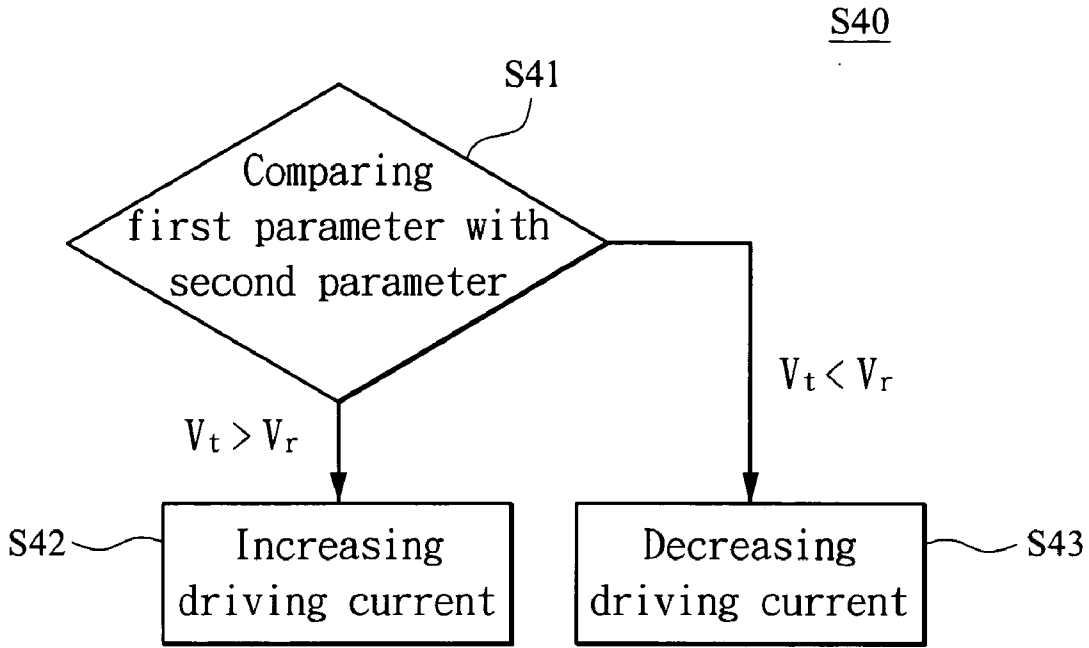 S40
S41
Comparing
first parameter with
second parameter
Vt < Vr
Vt > Vr
S42
Increasing
driving current
Decreasing
driving current
S43